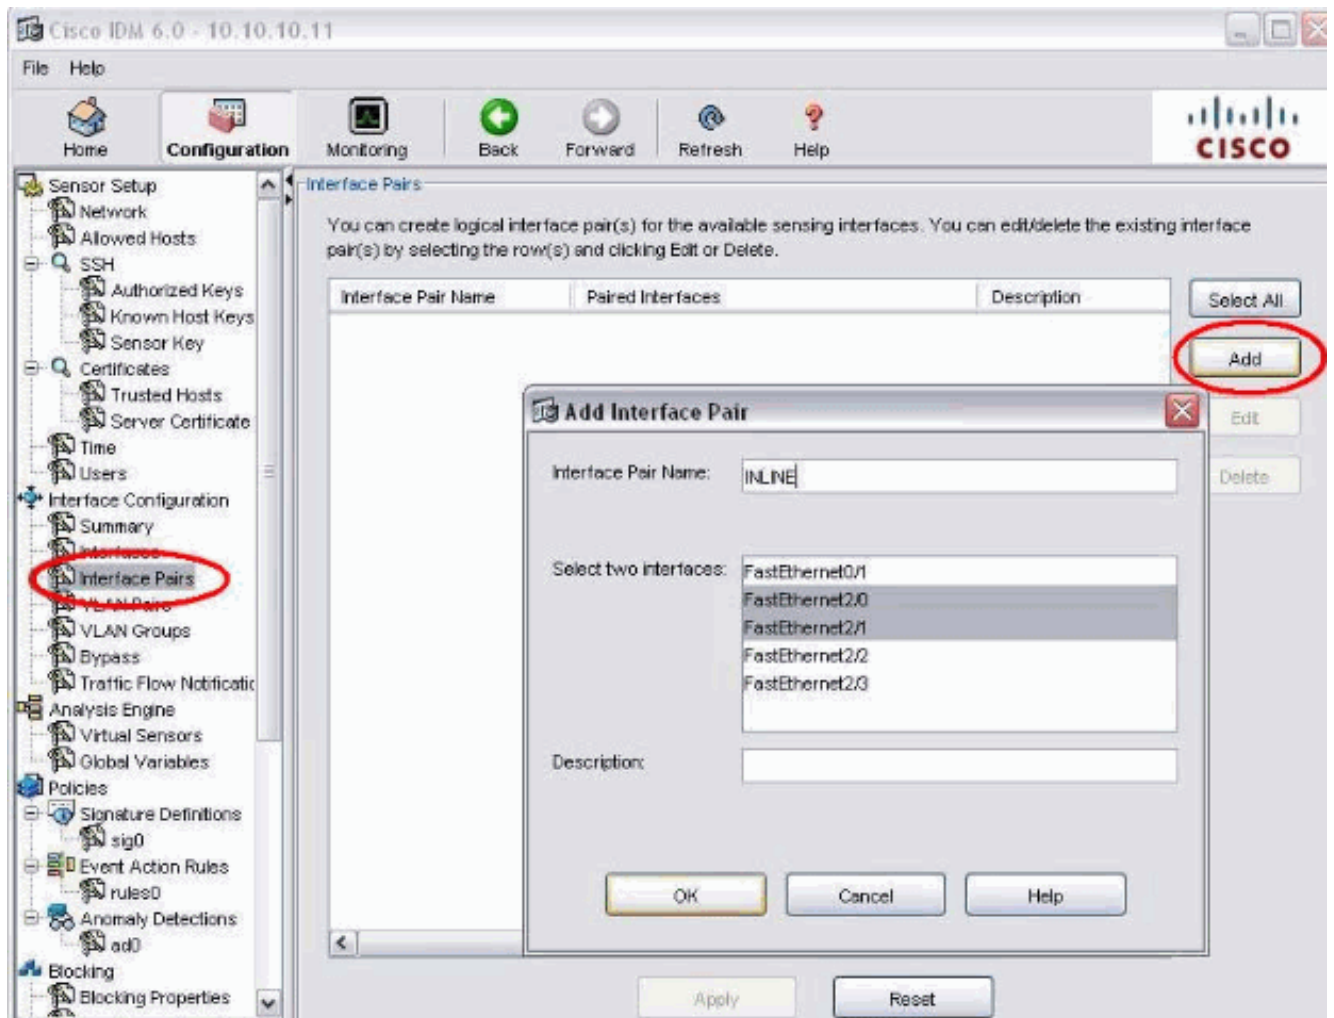 Cisco IDM 6.0 - 10.10.10.11
File Help
Home Configuration Monitoring Back Forward Refresh Help
CISCO
Sensor Setup
Network
Allowed Hosts
SSH
Authorized Keys
Known Host Keys
Sensor Key
Certificates
Trusted Hosts
Server Certificate
Time
Users
Interface Configuration
Summary
Interfaces
Interface Pairs
VLAN Pairs
VLAN Groups
Bypass
Traffic Flow Notificatio
Analysis Engine
Virtual Sensors
Global Variables
Policies
Signature Definitions
sig0
Event Action Rules
rules0
Anomaly Detections
ad0
Blocking
Blocking Properties
Interface Pairs
You can create logical interface pair(s) for the available sensing interfaces. You can edit/delete the existing interface
pair(s) by selecting the row(s) and clicking Edit or Delete.
Interface Pair Name Paired Interfaces Description
Select All
Add
Edit
Delete
Add Interface Pair
Interface Pair Name: INLINE
Select two interfaces: FastEthernet0/1
FastEthernet2/0
FastEthernet2/1
FastEthernet2/2
FastEthernet2/3
Description:
OK Cancel Help
Apply Reset